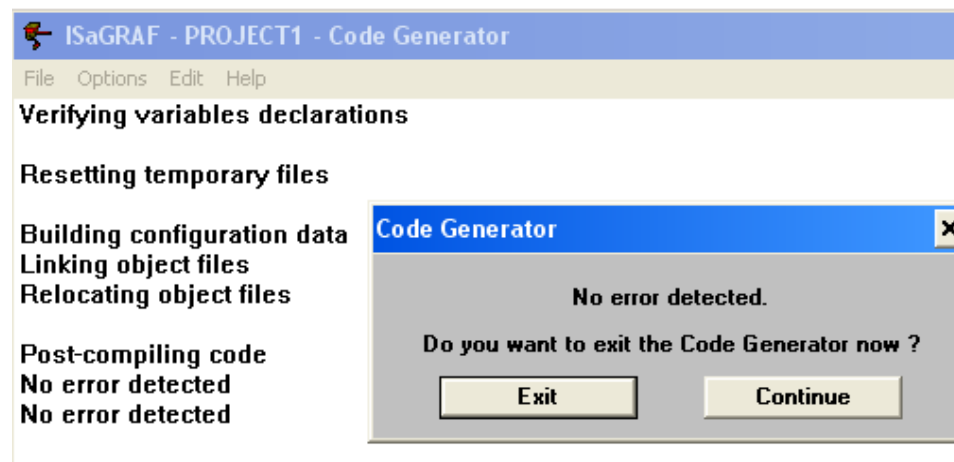 ISaGRAF - PROJECT1 - Code Generator
File Options Edit Help
Verifying variables declarations
Resetting temporary files
Building configuration data
Linking object files
Relocating object files
Post-compiling code
No error detected
No error detected
Code Generator
No error detected.
Do you want to exit the Code Generator now ?
Exit Continue